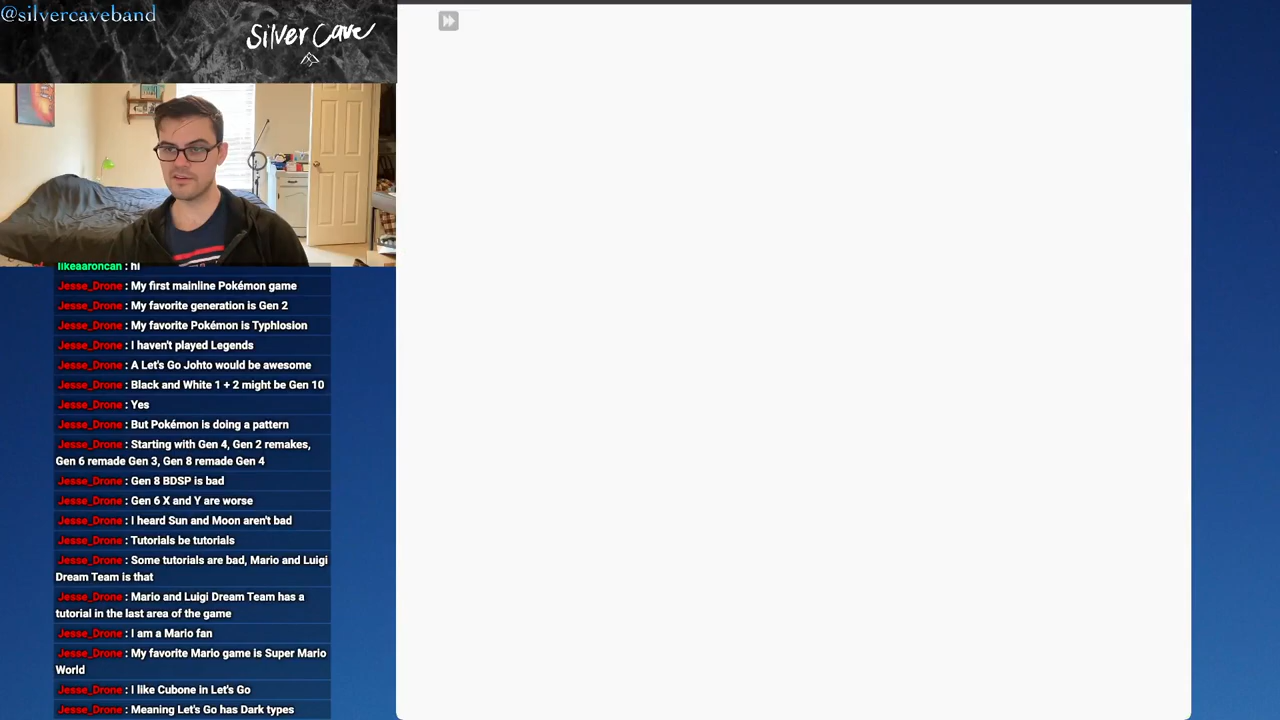 @silvercaveband
Silver Cave
likeaaroncan : hi
Jesse_Drone : My first mainline Pokémon game
Jesse_Drone : My favorite generation is Gen 2
Jesse_Drone : My favorite Pokémon is Typhlosion
Jesse_Drone : I haven't played Legends
Jesse_Drone : A Let's Go Johto would be awesome
Jesse_Drone : Black and White 1 + 2 might be Gen 10
Jesse_Drone : Yes
Jesse_Drone : But Pokémon is doing a pattern
Jesse_Drone : Starting with Gen 4, Gen 2 remakes,
Gen 6 remade Gen 3, Gen 8 remade Gen 4
Jesse_Drone : Gen 8 BDSP is bad
Jesse_Drone : Gen 6 X and Y are worse
Jesse_Drone : I heard Sun and Moon aren't bad
Jesse_Drone : Tutorials be tutorials
Jesse_Drone : Some tutorials are bad, Mario and Luigi
Dream Team is that
Jesse_Drone : Mario and Luigi Dream Team has a
tutorial in the last area of the game
Jesse_Drone : I am a Mario fan
Jesse_Drone : My favorite Mario game is Super Mario
World
Jesse_Drone : I like Cubone in Let's Go
Jesse_Drone : Meaning Let's Go has Dark types